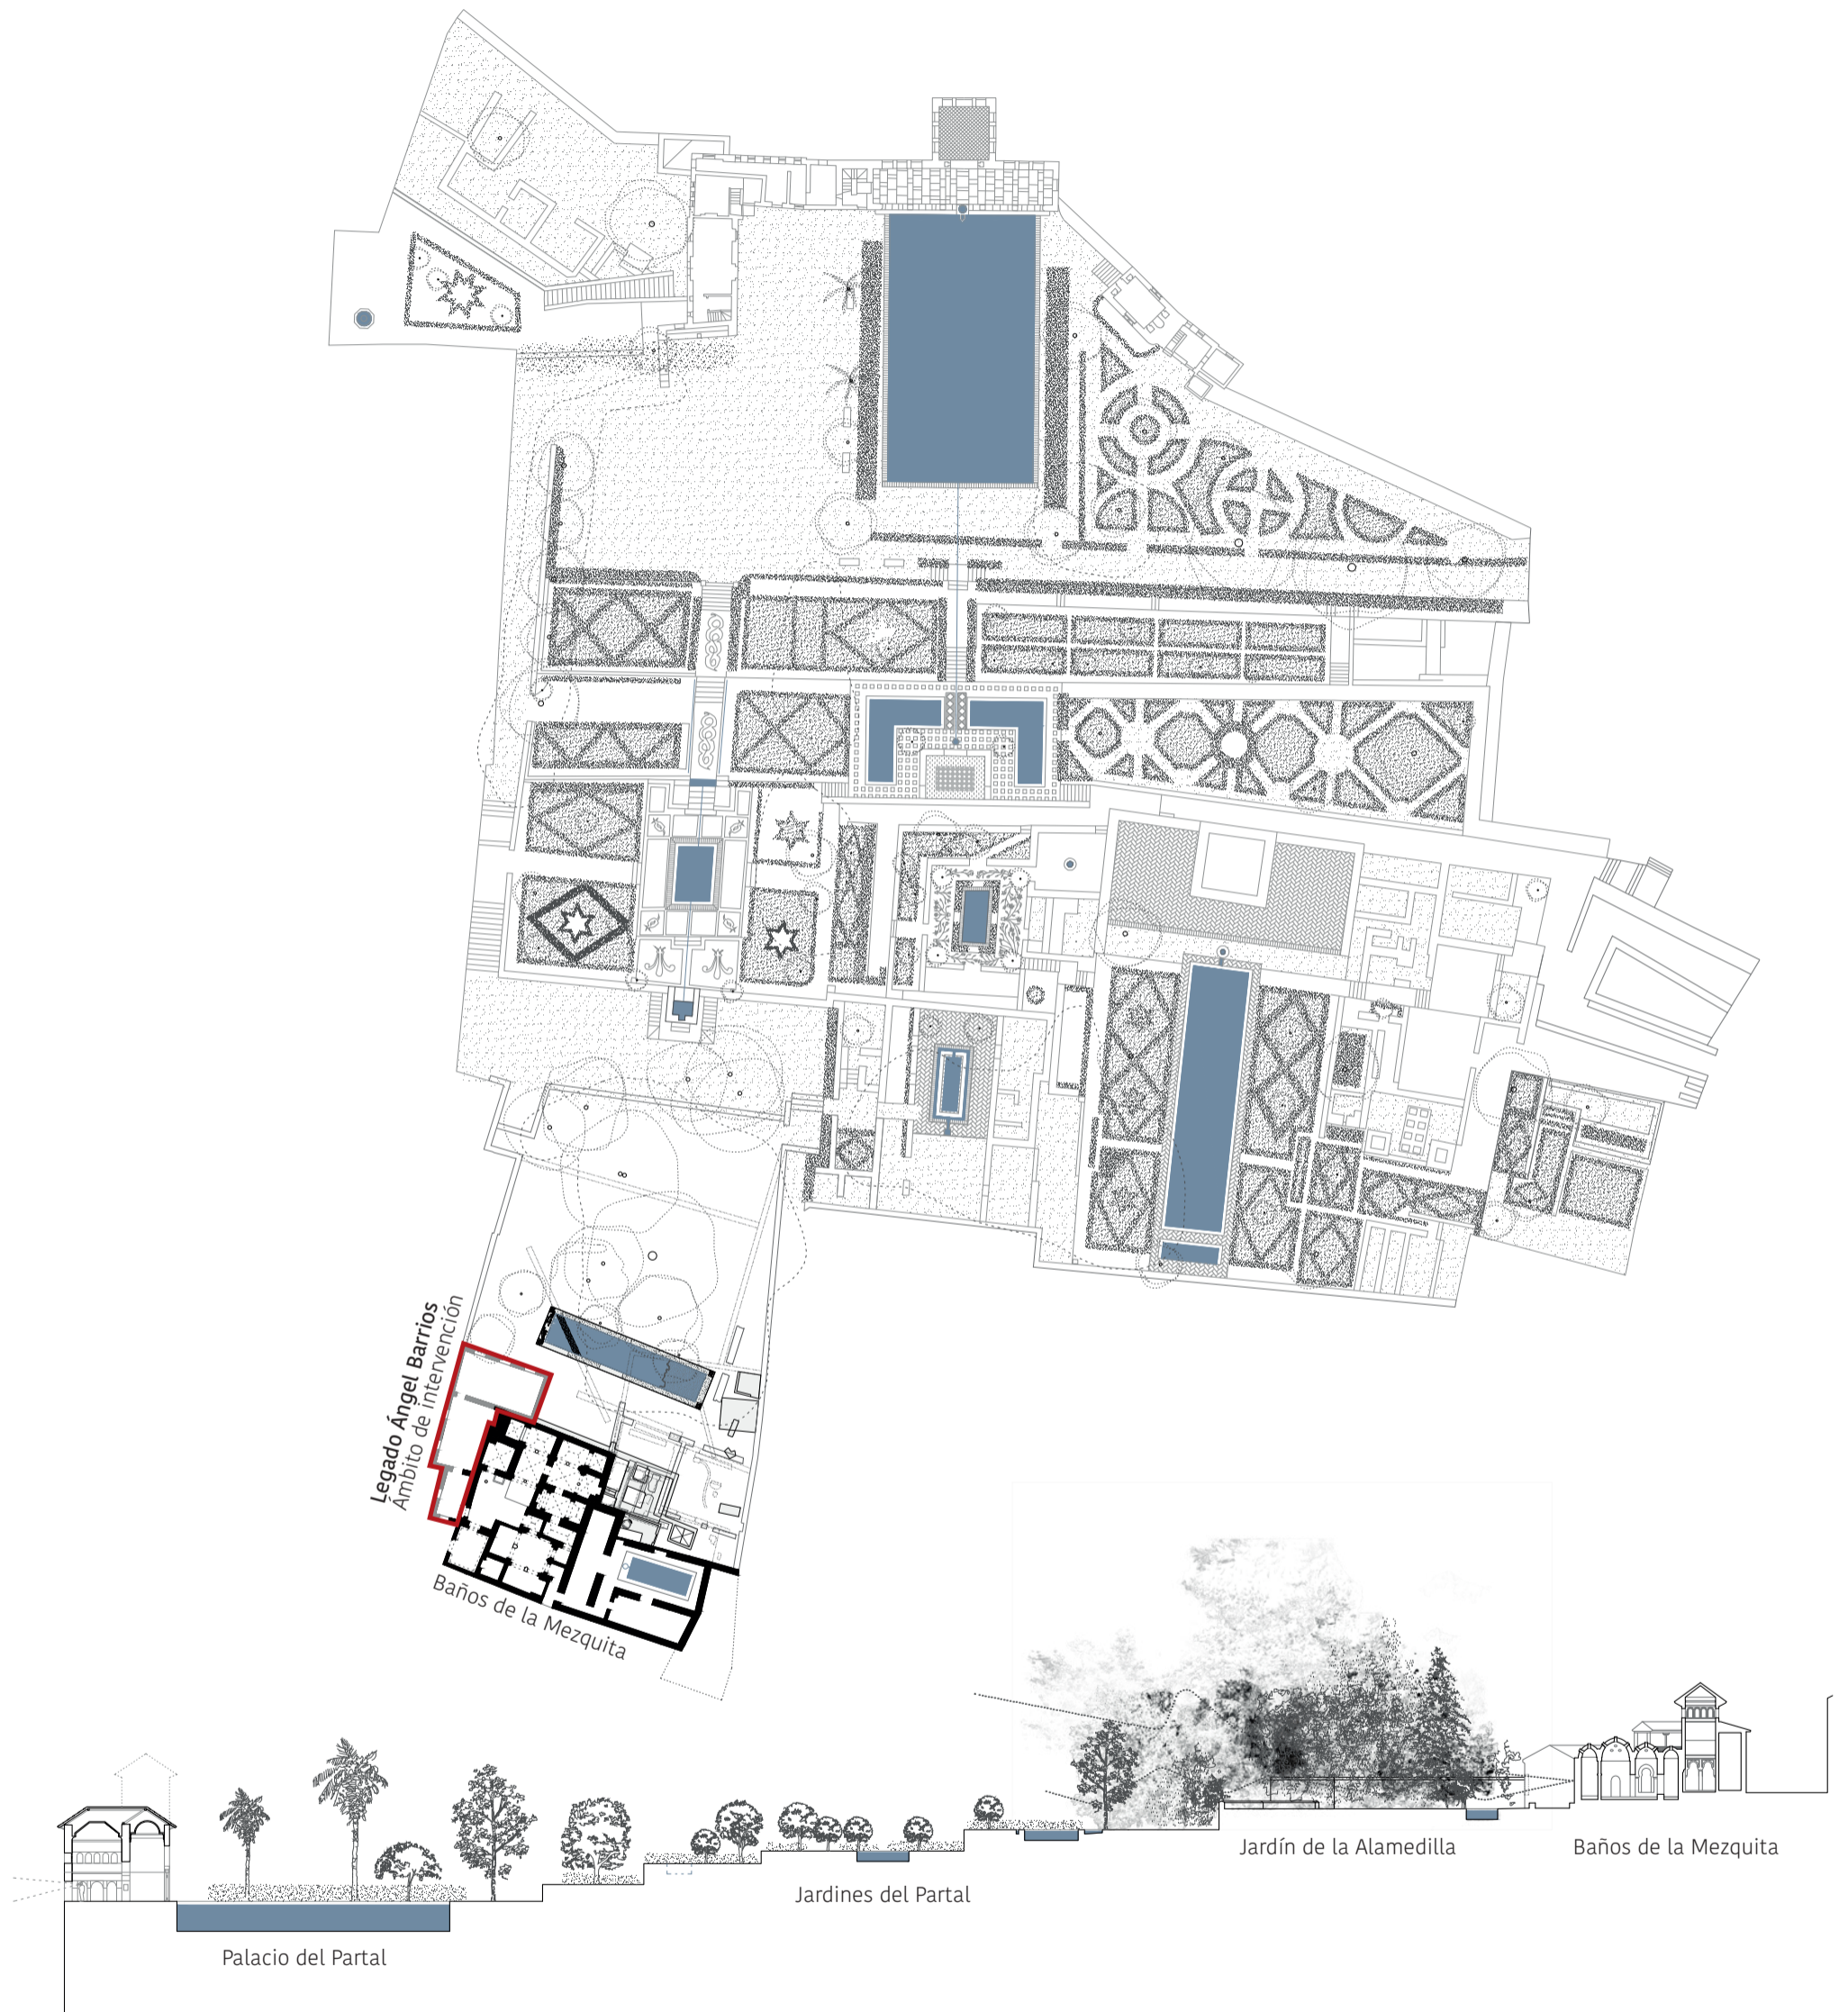 Legado Ángel Barrios
Ámbito de intervención
Baños de la Mezquita
Jardín de la Alamedilla
Baños de la Mezquita
Jardines del Partal
Palacio del Partal